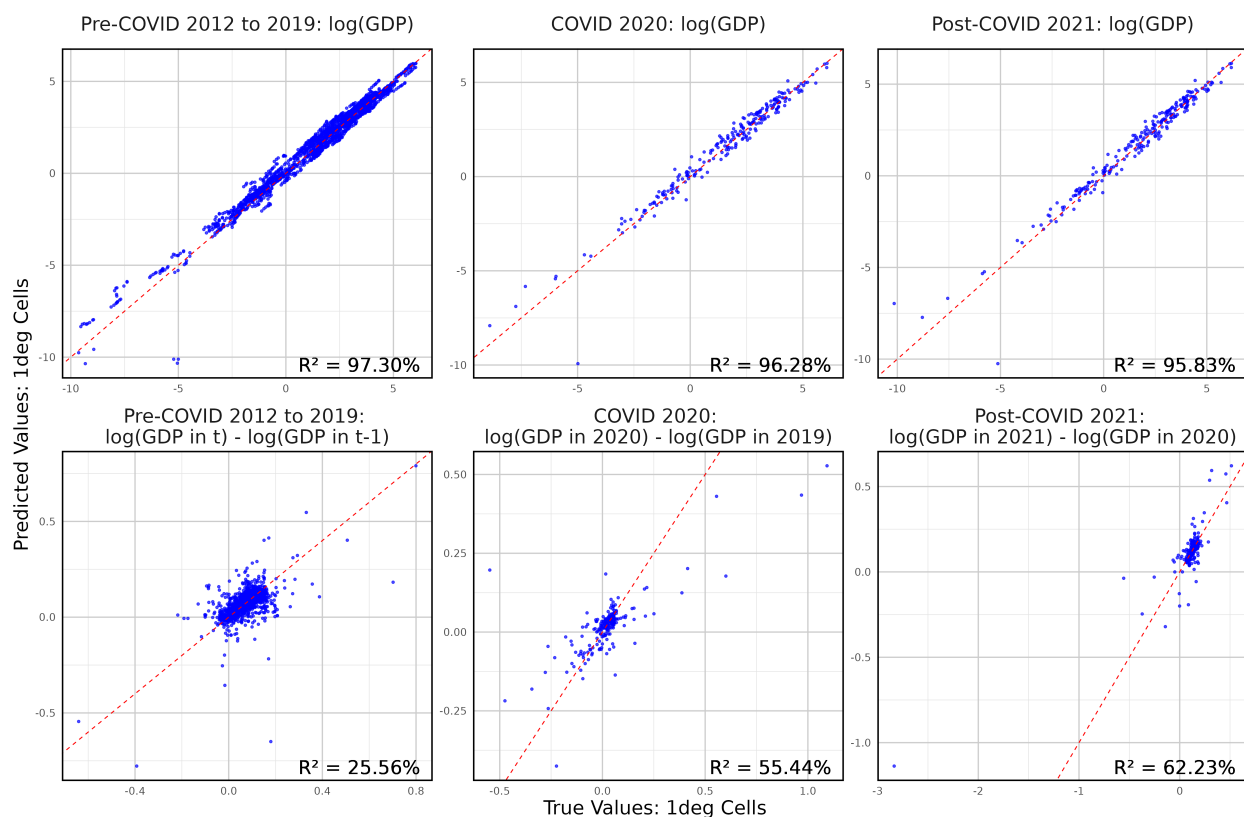 Pre-COVID 2012 to 2019: log(GDP)
COVID 2020: log(GDP)
Post-COVID 2021: log(GDP)
Predicted Values: 1deg Cells
5
0
-5
-10
-10
-5
0
5
R² = 97.30%
5
0
-5
-10
-5
0
5
R² = 96.28%
5
0
-5
-10
-10
-5
0
5
R² = 95.83%
Pre-COVID 2012 to 2019:
log(GDP in t) - log(GDP in t-1)
COVID 2020:
log(GDP in 2020) - log(GDP in 2019)
Post-COVID 2021:
log(GDP in 2021) - log(GDP in 2020)
0.5
0.0
-0.5
-0.4
0.0
0.4
0.8
R² = 25.56%
0.50
0.25
0.00
-0.25
-0.5
0.0
0.5
1.0
R² = 55.44%
0.5
0.0
-0.5
-1.0
-3
-2
-1
0
R² = 62.23%
True Values: 1deg Cells